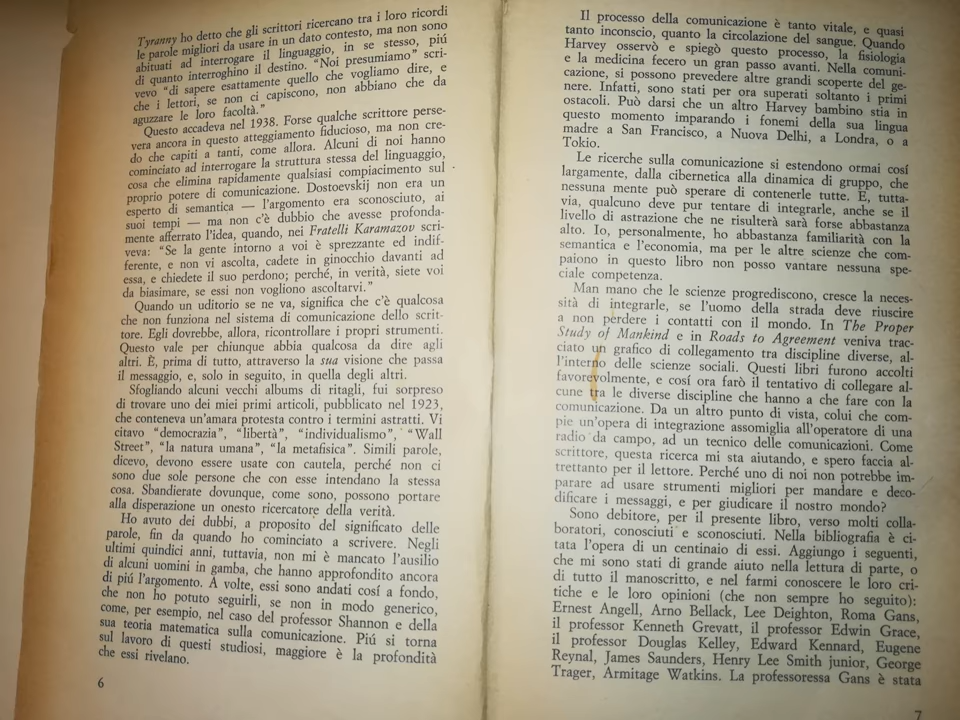 Tyranny ho detto che gli scrittori ricercano tra i loro ricordi
le parole migliori da usare in un dato contesto, ma non sono
abituati ad interrogare il linguaggio, in se stesso, piú
di quanto interroghino il destino. "Noi presumiamo" scri-
vevo "di sapere esattamente quello che vogliamo dire, e
che i lettori, se non ci capiscono, non abbiano che da
aguzzare le loro facoltà."
Questo accadeva nel 1938. Forse qualche scrittore perse-
vera ancora in questo atteggiamento fiducioso, ma non cre-
do che capiti a tanti, come allora. Alcuni di noi hanno
cominciato ad interrogare la struttura stessa del linguaggio,
cosa che elimina rapidamente qualsiasi compiacimento sul
proprio potere di comunicazione. Dostoevskij non era un
esperto di semantica — l'argomento era sconosciuto, ai
suoi tempi — ma non c'è dubbio che avesse profonda-
mente afferrato l'idea, quando, nei Fratelli Karamazov scri-
veva: "Se la gente intorno a voi è sprezzante ed indif-
ferente, e non vi ascolta, cadete in ginocchio davanti ad
essa, e chiedete il suo perdono; perché, in verità, siete voi
da biasimare, se essi non vogliono ascoltarvi."
Quando un uditorio se ne va, significa che c'è qualcosa
che non funziona nel sistema di comunicazione dello scrit-
tore. Egli dovrebbe, allora, ricontrollare i propri strumenti.
Questo vale per chiunque abbia qualcosa da dire agli
altri. È, prima di tutto, attraverso la sua visione che passa
il messaggio, e, solo in seguito, in quella degli altri.
Sfogliando alcuni vecchi albums di ritagli, fui sorpreso
di trovare uno dei miei primi articoli, pubblicato nel 1923,
che conteneva un'amara protesta contro i termini astratti. Vi
citavo "democrazia", "libertà", "individualismo", "Wall
Street", "la natura umana", "la metafisica". Simili parole,
dicevo, devono essere usate con cautela, perché non ci
sono due sole persone che con esse intendano la stessa
cosa. Sbandierate dovunque, come sono, possono portare
alla disperazione un onesto ricercatore della verità.
Ho avuto dei dubbi, a proposito del significato delle
parole, fin da quando ho cominciato a scrivere. Negli
ultimi quindici anni, tuttavia, non mi è mancato l'ausilio
di alcuni uomini in gamba, che hanno approfondito ancora
di piú l'argomento. A volte, essi sono andati cosí a fondo,
che non ho potuto seguirli, se non in modo generico,
come, per esempio, nel caso del professor Shannon e della
sua teoria matematica sulla comunicazione. Piú si torna
sul lavoro di questi studiosi, maggiore è la profondità
che essi rivelano.
6
Il processo della comunicazione è tanto vitale, e quasi
tanto inconscio, quanto la circolazione del sangue. Quando
Harvey osservò e spiegò questo processo, la fisiologia
e la medicina fecero un gran passo avanti. Nella comuni-
cazione, si possono prevedere altre grandi scoperte del ge-
nere. Infatti, sono stati per ora superati soltanto i primi
ostacoli. Può darsi che un altro Harvey bambino stia in
questo momento imparando i fonemi della sua lingua
madre a San Francisco, a Nuova Delhi, a Londra, o a
Tokio.
Le ricerche sulla comunicazione si estendono ormai cosí
largamente, dalla cibernetica alla dinamica di gruppo, che
nessuna mente può sperare di contenerle tutte. E, tutta-
via, qualcuno deve pur tentare di integrarle, anche se il
livello di astrazione che ne risulterà sarà forse abbastanza
alto. Io, personalmente, ho abbastanza familiarità con la
semantica e l'economia, ma per le altre scienze che com-
paiono in questo libro non posso vantare nessuna spe-
ciale competenza.
Man mano che le scienze progrediscono, cresce la neces-
sità di integrarle, se l'uomo della strada deve riuscire
a non perdere i contatti con il mondo. In The Proper
Study of Mankind e in Roads to Agreement veniva trac-
ciato un grafico di collegamento tra discipline diverse, al-
l'interno delle scienze sociali. Questi libri furono accolti
favorevolmente, e cosí ora farò il tentativo di collegare al-
cune tra le diverse discipline che hanno a che fare con la
comunicazione. Da un altro punto di vista, colui che com-
pie un'opera di integrazione assomiglia all'operatore di una
radio da campo, ad un tecnico delle comunicazioni. Come
scrittore, questa ricerca mi sta aiutando, e spero faccia al-
trettanto per il lettore. Perché uno di noi non potrebbe im-
parare ad usare strumenti migliori per mandare e deco-
dificare i messaggi, e per giudicare il nostro mondo?
Sono debitore, per il presente libro, verso molti colla-
boratori, conosciuti e sconosciuti. Nella bibliografia è ci-
tata l'opera di un centinaio di essi. Aggiungo i seguenti,
che mi sono stati di grande aiuto nella lettura di parte, o
di tutto il manoscritto, e nel farmi conoscere le loro cri-
tiche e le loro opinioni (che non sempre ho seguito):
Ernest Angell, Arno Bellack, Lee Deighton, Roma Gans,
il professor Kenneth Grevatt, il professor Edwin Grace,
il professor Douglas Kelley, Edward Kennard, Eugene
Reynal, James Saunders, Henry Lee Smith junior, George
Trager, Armitage Watkins. La professoressa Gans è stata
7